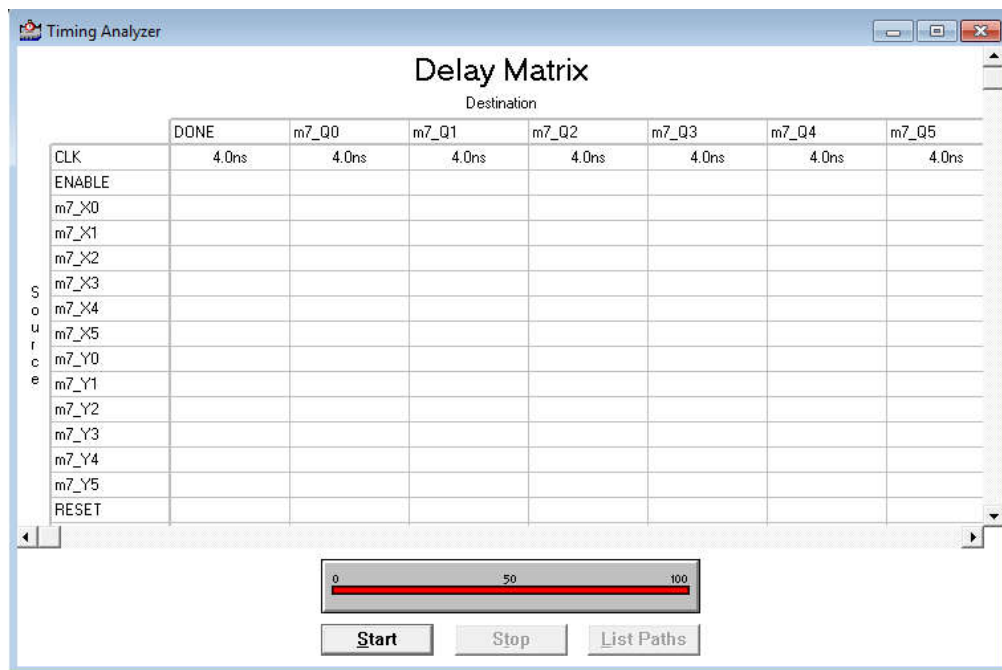 Timing Analyzer
Delay Matrix
Destination
DONE m7_Q0 m7_Q1 m7_Q2 m7_Q3 m7_Q4 m7_Q5
CLK 4.0ns 4.0ns 4.0ns 4.0ns 4.0ns 4.0ns 4.0ns
ENABLE
m7_X0
m7_X1
m7_X2
m7_X3
m7_X4
m7_X5
m7_Y0
m7_Y1
m7_Y2
m7_Y3
m7_Y4
m7_Y5
RESET
Source
0 50 100
Start Stop List Paths